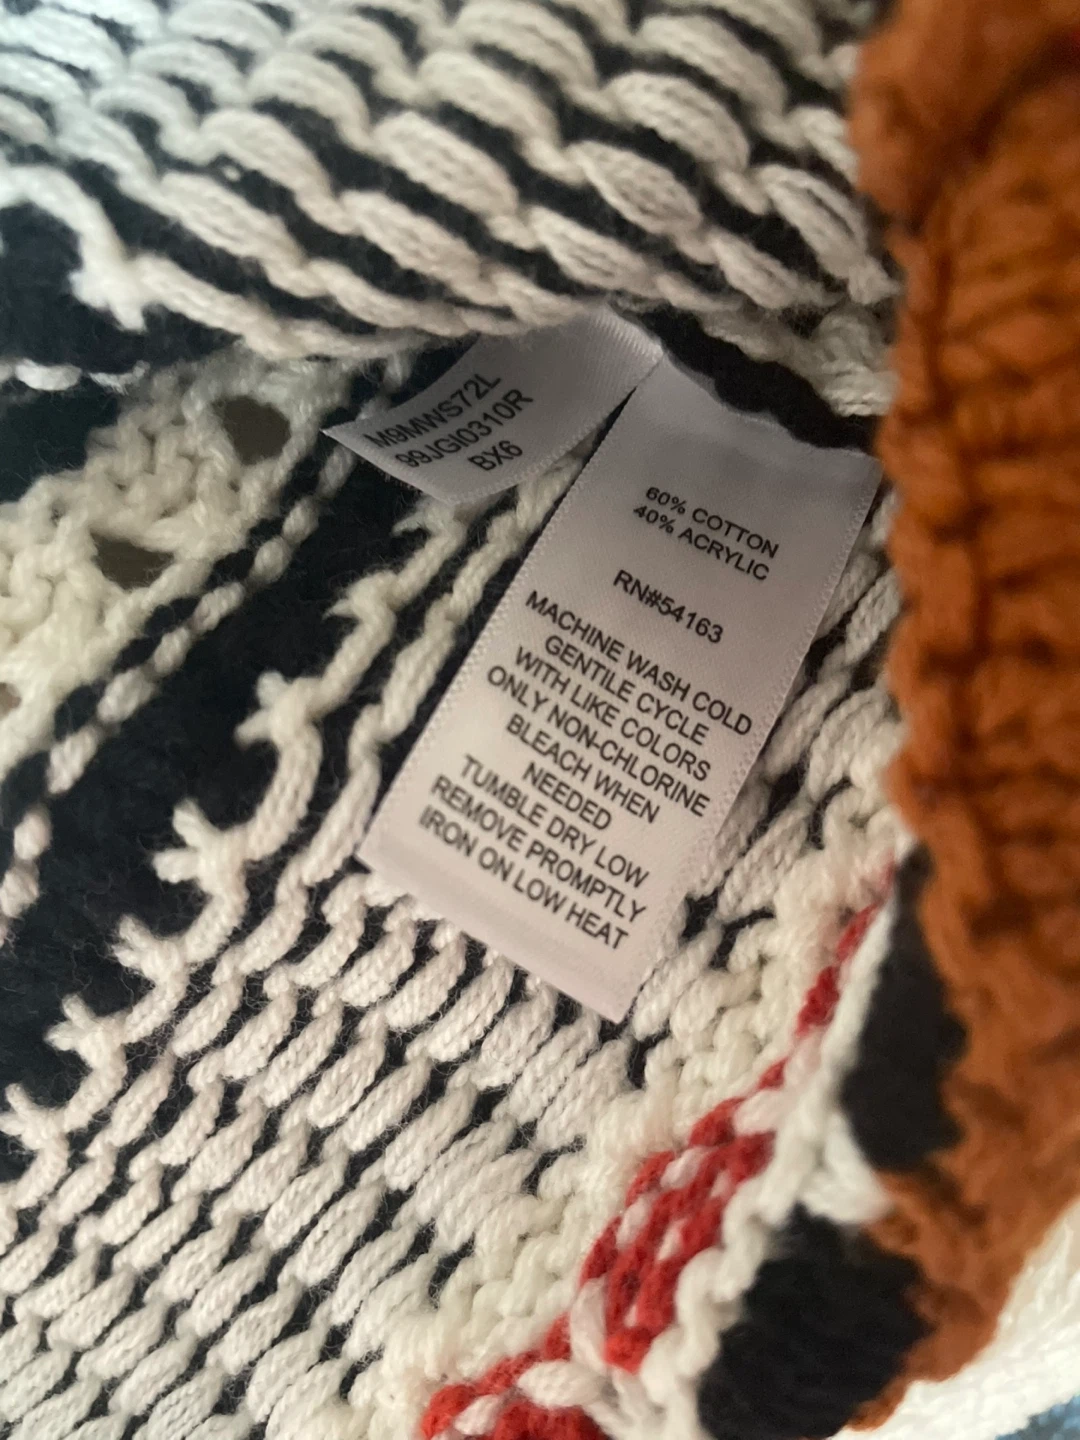 M9MWS72L
99JGI0310R
BX6
60% COTTON
40% ACRYLIC
RN#54163
MACHINE WASH COLD
GENTILE CYCLE
WITH LIKE COLORS
ONLY NON-CHLORINE
BLEACH WHEN
NEEDED
TUMBLE DRY LOW
REMOVE PROMPTLY
IRON ON LOW HEAT